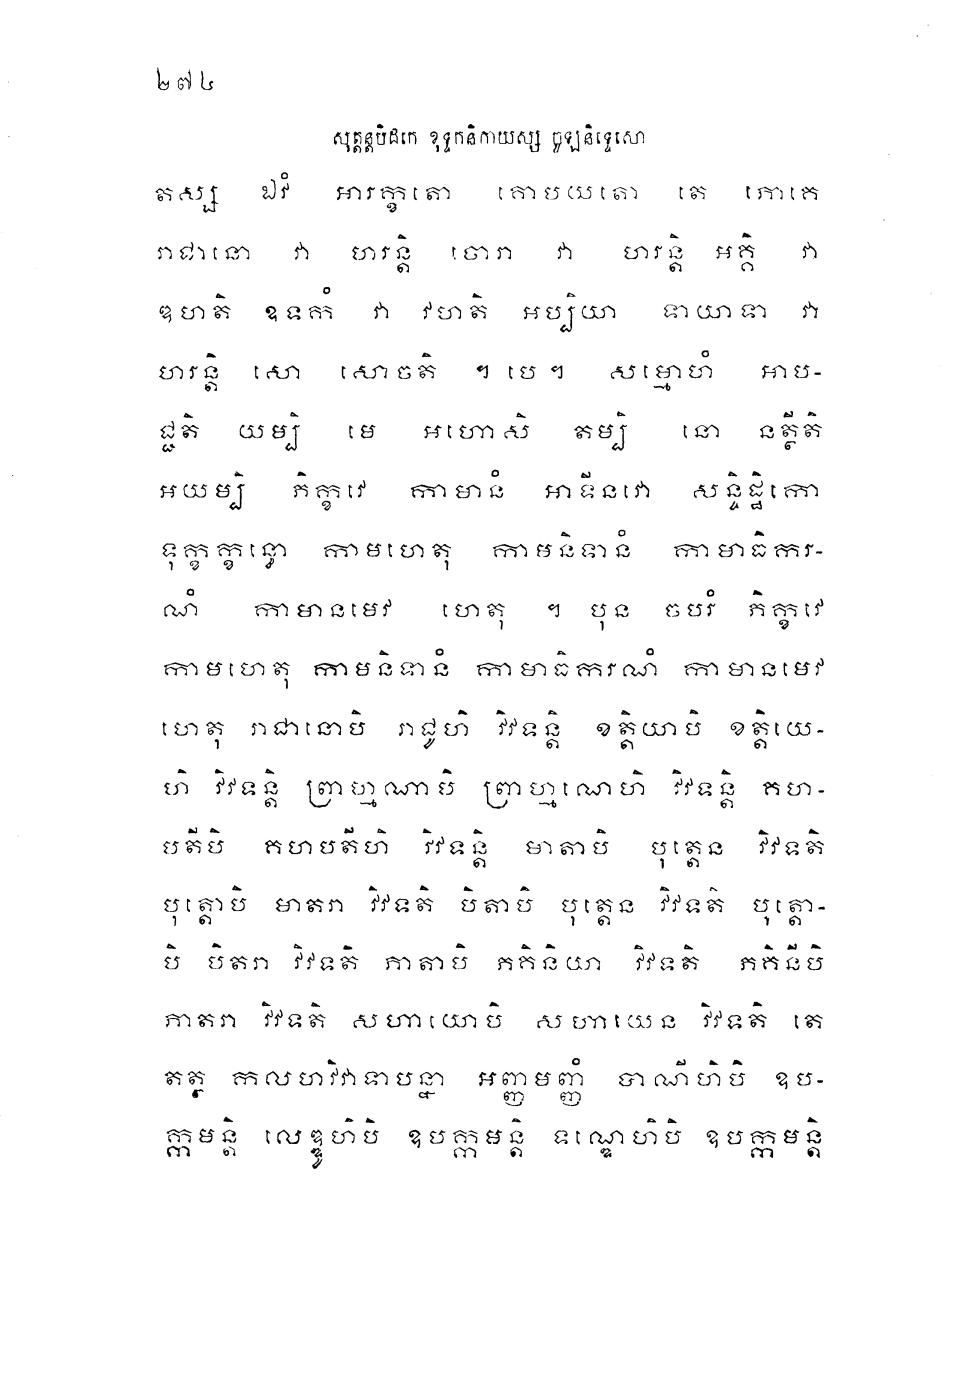 ២៧៤
សុត្តន្តបិដកេ ខុទ្ទកនិកាយស្ស ចូឡនិទ្ទេសោ
តស្ស ឯវំ អារក្ខតោ គោបយតោ តេ ភោគេ
រាជានោ វា ហរន្តិ ចោរា វា ហរន្តិ អគ្គិ វា
ឌុហតិ ឧទកំ វា វហតិ អប្បិយា ទាយាទា វា
ហរន្តិ សោ សោចតិ ។ បេ។ សម្មោហំ អាប-
ជ្ជតិ យម្បិ មេ អហោសិ តម្បិ នោ នត្ថីតិ
អយម្បិ ភិក្ខវេ កាមានំ អាទីនវោ សន្ទិដ្ឋិកោ
ទុក្ខក្ខន្ធោ កាមហេតុ កាមនិទានំ កាមាធិករ-
ណំ កាមានមេវ ហេតុ ។ បុន ចបរំ ភិក្ខវេ
កាមហេតុ កាមនិទានំ កាមាធិករណំ កាមានមេវ
ហេតុ រាជានោបិ រាជូហិ វិវទន្តិ ខត្តិយាបិ ខត្តិយេ-
ហិ វិវទន្តិ ព្រាហ្មណាបិ ព្រាហ្មណេហិ វិវទន្តិ គហ-
បតីបិ គហបតីហិ វិវទន្តិ មាតាបិ បុត្តេន វិវទតិ
បុត្តោបិ មាតរា វិវទតិ បិតាបិ បុត្តេន វិវទតិ បុត្តោ-
បិ បិតរា វិវទតិ ភាតាបិ ភគិនិយា វិវទតិ ភគិនីបិ
ភាតរា វិវទតិ សហាយោបិ សហាយេន វិវទតិ តេ
តត្ថ កលហវិវាទាបន្នា អញ្ញមញ្ញំ បាណីហិបិ ឧប-
ក្កមន្តិ លេឌ្ឌូហិបិ ឧបក្កមន្តិ ទណ្ឌេហិបិ ឧបក្កមន្តិ